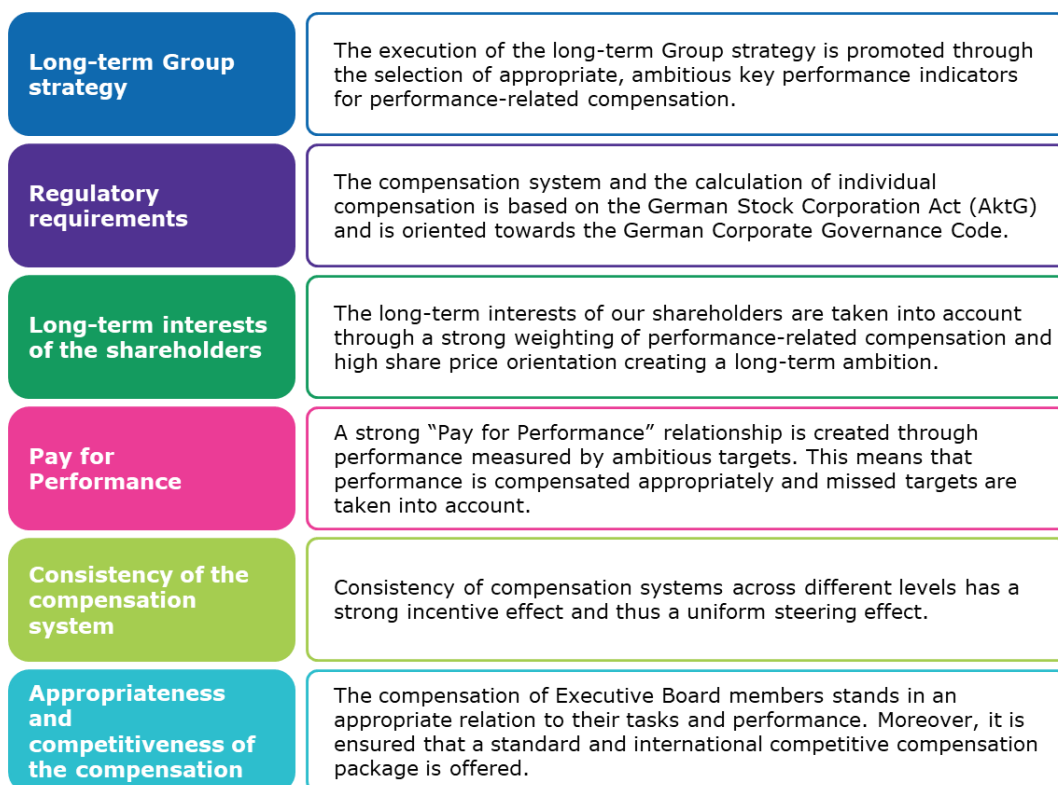 Long-term Group
strategy
The execution of the long-term Group strategy is promoted through
the selection of appropriate, ambitious key performance indicators
for performance-related compensation.
Regulatory
requirements
The compensation system and the calculation of individual
compensation is based on the German Stock Corporation Act (AktG)
and is oriented towards the German Corporate Governance Code.
Long-term interests
of the shareholders
The long-term interests of our shareholders are taken into account
through a strong weighting of performance-related compensation and
high share price orientation creating a long-term ambition.
Pay for
Performance
A strong “Pay for Performance” relationship is created through
performance measured by ambitious targets. This means that
performance is compensated appropriately and missed targets are
taken into account.
Consistency of the
compensation
system
Consistency of compensation systems across different levels has a
strong incentive effect and thus a uniform steering effect.
Appropriateness
and
competitiveness of
the compensation
The compensation of Executive Board members stands in an
appropriate relation to their tasks and performance. Moreover, it is
ensured that a standard and international competitive compensation
package is offered.